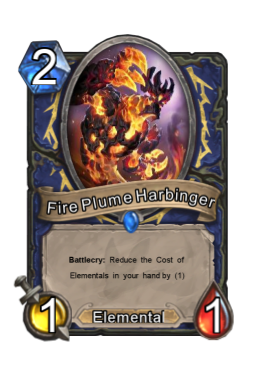 2
Fire Plume Harbinger
Battlecry: Reduce the Cost of
Elementals in your hand by (1)
1
Elemental
1